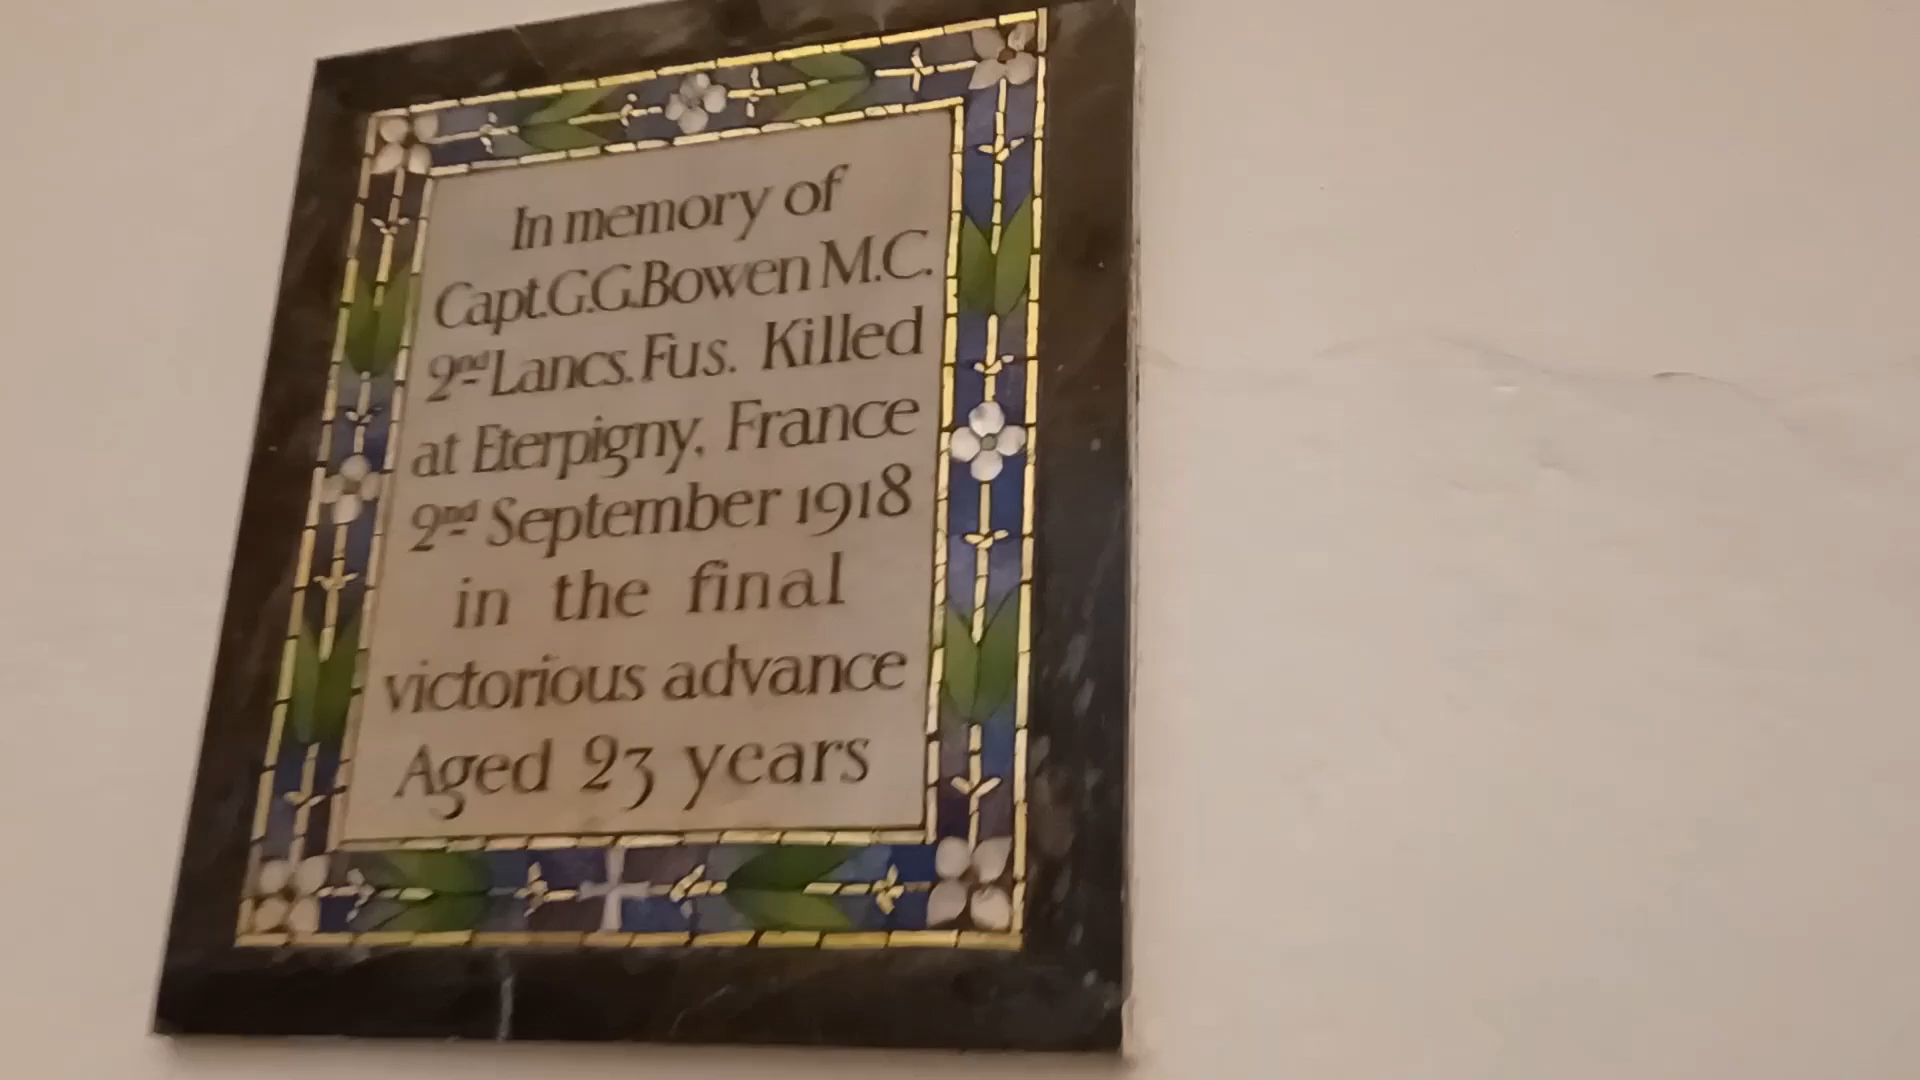 In memory of
Capt.G.G.Bowen M.C.
2nd Lancs. Fus. Killed
at Eterpigny, France
2nd September 1918
in the final
victorious advance
Aged 23 years